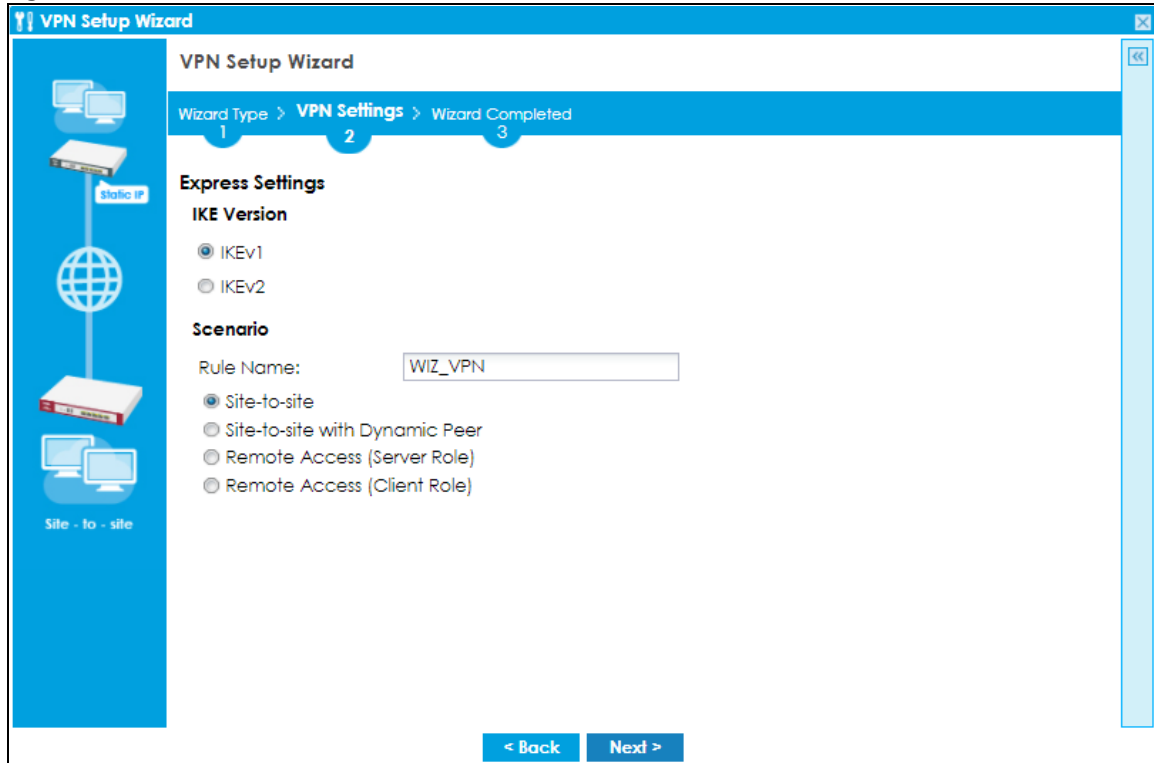 VPN Setup Wizard
VPN Setup Wizard
Wizard Type > VPN Settings > Wizard Completed
1 2 3
Static IP
Express Settings
IKE Version
IKEv1
IKEv2
Scenario
Rule Name: WIZ_VPN
Site-to-site
Site-to-site with Dynamic Peer
Remote Access (Server Role)
Remote Access (Client Role)
Site - to - site
< Back Next >